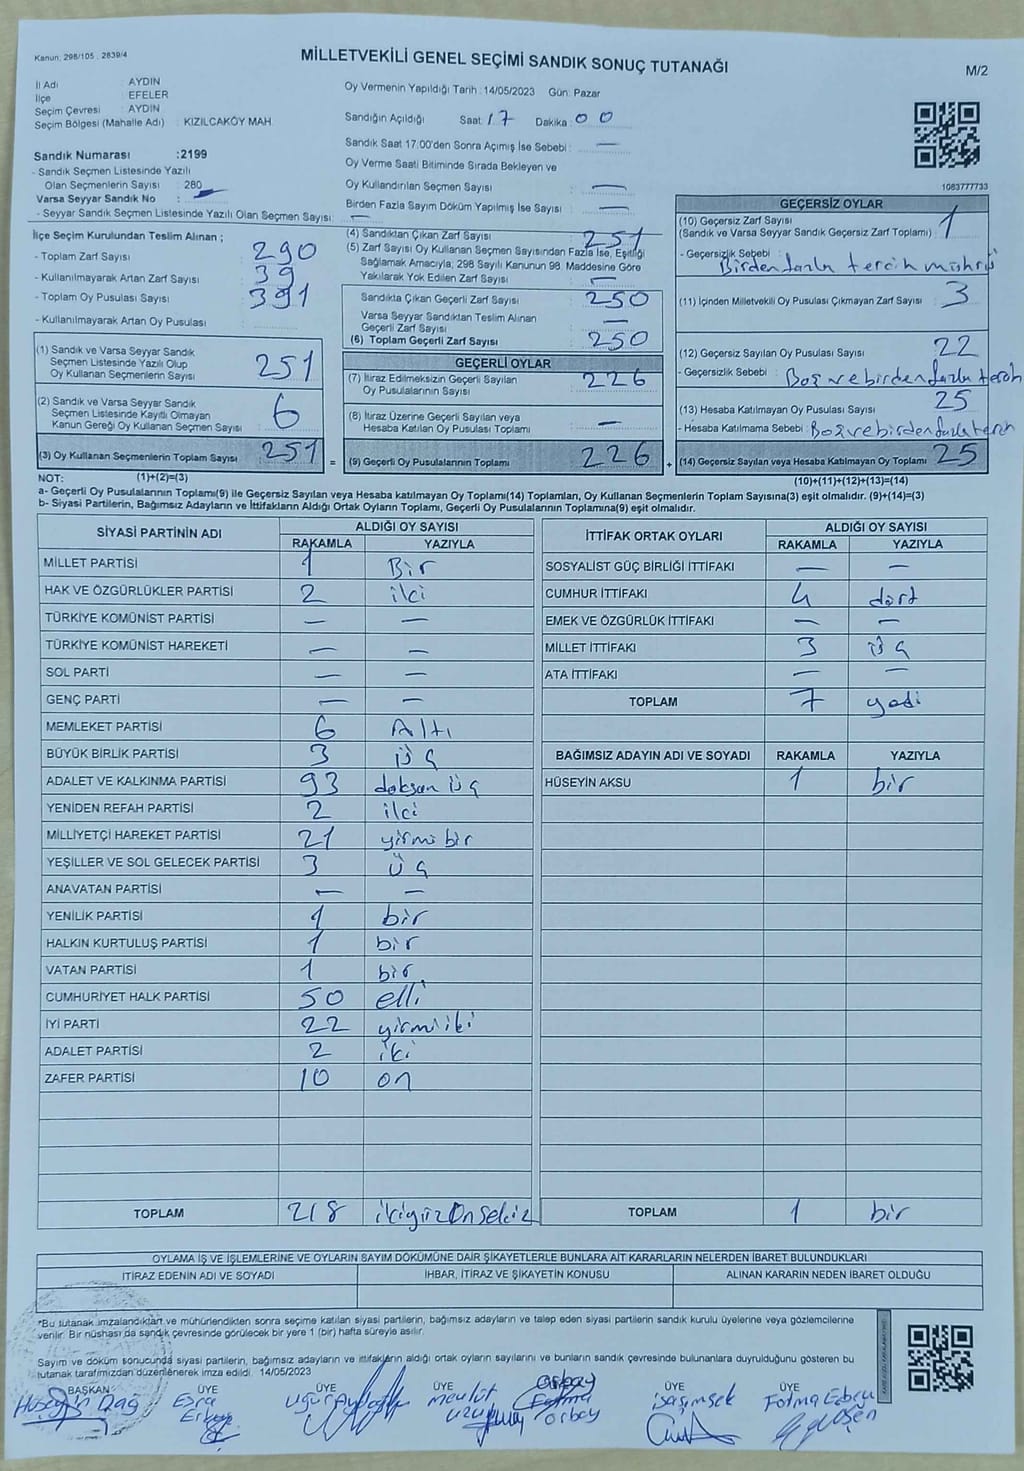 Kanun: 298/105 , 2839/4
MİLLETVEKİLİ GENEL SEÇİMİ SANDIK SONUÇ TUTANAĞI
M/2
İl Adı : AYDIN
İlçe : EFELER
Seçim Çevresi : AYDIN
Seçim Bölgesi (Mahalle Adı) : KIZILCAKÖY MAH.
Oy Vermenin Yapıldığı Tarih :14/05/2023 Gün: Pazar
Sandığın Açıldığı Saat: 17 Dakika: 00
Sandık Saat 17.00'den Sonra Açımış İse Sebebi : —
Oy Verme Saati Bitiminde Sırada Bekleyen ve
Oy Kullandırılan Seçmen Sayısı : —
Birden Fazla Sayım Döküm Yapılmış İse Sayısı : —
Sandık Numarası :2199
- Sandık Seçmen Listesinde Yazılı
Olan Seçmenlerin Sayısı : 280
Varsa Seyyar Sandık No : —
- Seyyar Sandık Seçmen Listesinde Yazılı Olan Seçmen Sayısı : —
1083777733
İlçe Seçim Kurulundan Teslim Alınan ;
- Toplam Zarf Sayısı : 290
- Kullanılmayarak Artan Zarf Sayısı : 39
- Toplam Oy Pusulası Sayısı : 391
- Kullanılmayarak Artan Oy Pusulası :
(1) Sandık ve Varsa Seyyar Sandık
Seçmen Listesinde Yazılı Olup
Oy Kullanan Seçmenlerin Sayısı : 251
(2) Sandık ve Varsa Seyyar Sandık
Seçmen Listesinde Kayıtlı Olmayan
Kanun Gereği Oy Kullanan Seçmen Sayısı : 6
(3) Oy Kullanan Seçmenlerin Toplam Sayısı : 251 =
(4) Sandıktan Çıkan Zarf Sayısı : 251
(5) Zarf Sayısı Oy Kullanan Seçmen Sayısından Fazla İse, Eşitliği
Sağlamak Amacıyla; 298 Sayılı Kanunun 98. Maddesine Göre
Yakılarak Yok Edilen Zarf Sayısı : —
Sandıkta Çıkan Geçerli Zarf Sayısı : 250
Varsa Seyyar Sandıktan Teslim Alınan
Geçerli Zarf Sayısı : —
(6) Toplam Geçerli Zarf Sayısı : 250
GEÇERLİ OYLAR
(7) İtiraz Edilmeksizin Geçerli Sayılan
Oy Pusulalarının Sayısı : 226
(8) İtiraz Üzerine Geçerli Sayılan veya
Hesaba Katılan Oy Pusulası Toplamı : —
(9) Geçerli Oy Pusulalarının Toplamı : 226 +
GEÇERSİZ OYLAR
(10) Geçersiz Zarf Sayısı
(Sandık ve Varsa Seyyar Sandık Geçersiz Zarf Toplamı) : 1
- Geçersizlik Sebebi :
Birden fazla tercih mührü
(11) İçinden Milletvekili Oy Pusulası Çıkmayan Zarf Sayısı : 3
(12) Geçersiz Sayılan Oy Pusulası Sayısı : 22
- Geçersizlik Sebebi : Boş ve birden fazla tercih
(13) Hesaba Katılmayan Oy Pusulası Sayısı : 25
- Hesaba Katılmama Sebebi : Boş ve birden fazla terch
(14) Geçersiz Sayılan veya Hesaba Katılmayan Oy Toplamı : 25
NOT: (1)+(2)=(3)
(10)+(11)+(12)+(13)=(14)
a- Geçerli Oy Pusulalarının Toplamı(9) ile Geçersiz Sayılan veya Hesaba katılmayan Oy Toplamı(14) Toplamları, Oy Kullanan Seçmenlerin Toplam Sayısına(3) eşit olmalıdır. (9)+(14)=(3)
b- Siyasi Partilerin, Bağımsız Adayların ve İttifakların Aldığı Ortak Oyların Toplamı, Geçerli Oy Pusulalarının Toplamına(9) eşit olmalıdır.
SİYASİ PARTİNİN ADI ALDIĞI OY SAYISI
RAKAMLA YAZIYLA
MİLLET PARTİSİ 1 Bir
HAK VE ÖZGÜRLÜKLER PARTİSİ 2 iki
TÜRKİYE KOMÜNİST PARTİSİ — —
TÜRKİYE KOMÜNİST HAREKETİ — —
SOL PARTİ — —
GENÇ PARTİ — —
MEMLEKET PARTİSİ 6 Altı
BÜYÜK BİRLİK PARTİSİ 3 üç
ADALET VE KALKINMA PARTİSİ 93 doksan üç
YENİDEN REFAH PARTİSİ 2 iki
MİLLİYETÇİ HAREKET PARTİSİ 21 yirmi bir
YEŞİLLER VE SOL GELECEK PARTİSİ 3 üç
ANAVATAN PARTİSİ — —
YENİLİK PARTİSİ 1 bir
HALKIN KURTULUŞ PARTİSİ 1 bir
VATAN PARTİSİ 1 bir
CUMHURİYET HALK PARTİSİ 50 elli
İYİ PARTİ 22 yirmi iki
ADALET PARTİSİ 2 iki
ZAFER PARTİSİ 10 on
TOPLAM 218 ikiyüz on sekiz
İTTİFAK ORTAK OYLARI ALDIĞI OY SAYISI
RAKAMLA YAZIYLA
SOSYALİST GÜÇ BİRLİĞİ İTTİFAKI — —
CUMHUR İTTİFAKI 4 dört
EMEK VE ÖZGÜRLÜK İTTİFAKI — —
MİLLET İTTİFAKI 3 üç
ATA İTTİFAKI — —
TOPLAM 7 yedi
BAĞIMSIZ ADAYIN ADI VE SOYADI RAKAMLA YAZIYLA
HÜSEYİN AKSU 1 bir
TOPLAM 1 bir
OYLAMA İŞ VE İŞLEMLERİNE VE OYLARIN SAYIM DÖKÜMÜNE DAİR ŞİKAYETLERLE BUNLARA AİT KARARLARIN NELERDEN İBARET BULUNDUKLARI
İTİRAZ EDENİN ADI VE SOYADI İHBAR, İTİRAZ VE ŞİKAYETİN KONUSU ALINAN KARARIN NEDEN İBARET OLDUĞU
*Bu tutanak imzalandıktan ve mühürlendikten sonra seçime katılan siyasi partilerin, bağımsız adayların ve talep eden siyasi partilerin sandık kurulu üyelerine veya gözlemcilerine
verilir. Bir nüshası da sandık çevresinde görülecek bir yere 1 (bir) hafta süreyle asılır.
Sayım ve döküm sonucunda siyasi partilerin, bağımsız adayların ve ittifakların aldığı ortak oyların sayılarını ve bunların sandık çevresinde bulunanlara duyrulduğunu gösteren bu
tutanak tarafımızdan düzenlenerek imza edildi. 14/05/2023
BAŞKAN ÜYE ÜYE ÜYE ÜYE ÜYE
Hüseyin Dağ Esra Uğur Mevlüt Orbay Fatma Orbay isa Şimşek Fatma Ebru